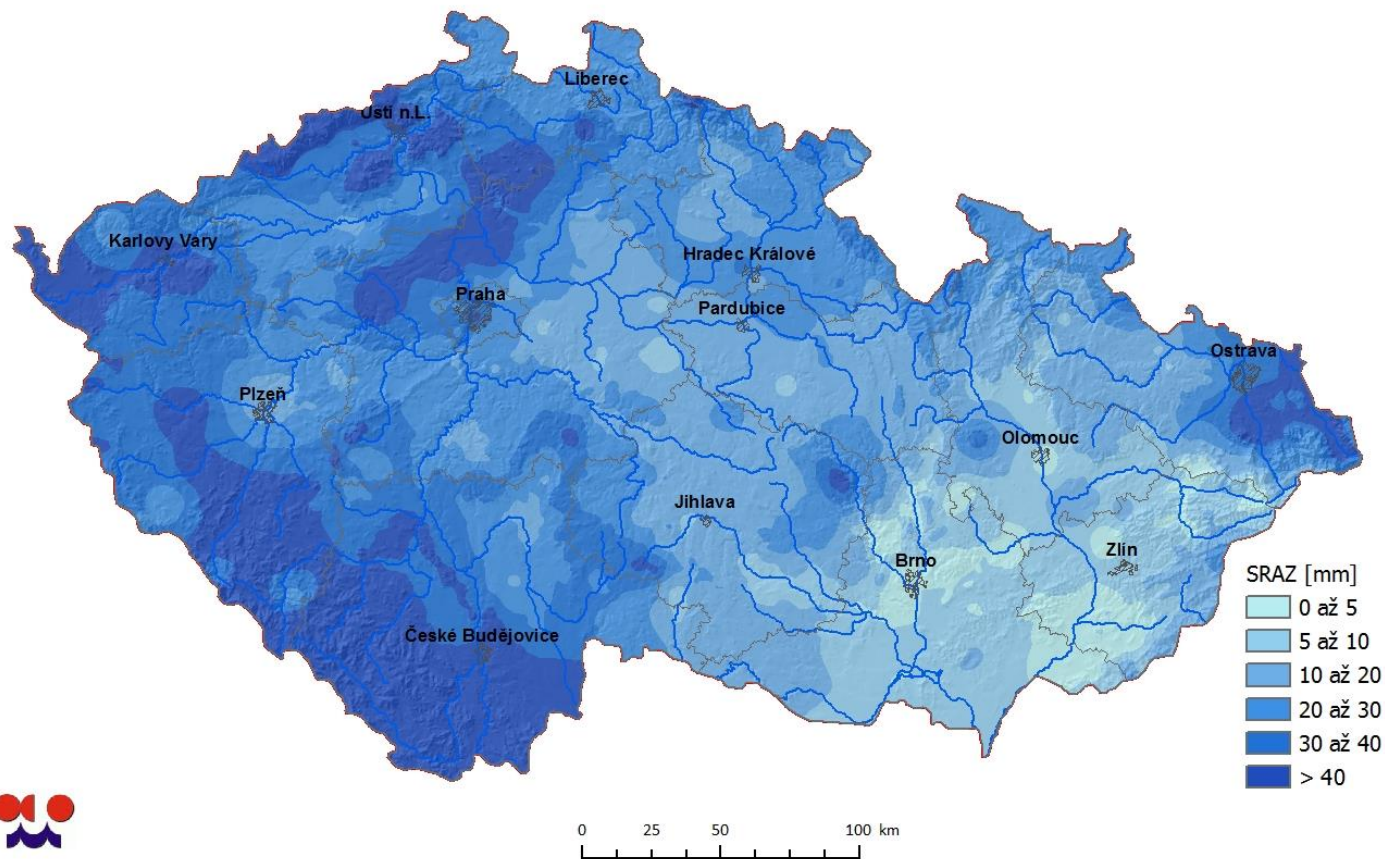 Liberec
Ústí n.L.
Karlovy Vary
Hradec Králové
Praha
Pardubice
Ostrava
Plzeň
Olomouc
Jihlava
Brno
Zlín
České Budějovice
SRAZ [mm]
0 až 5
5 až 10
10 až 20
20 až 30
30 až 40
> 40
0 25 50 100 km